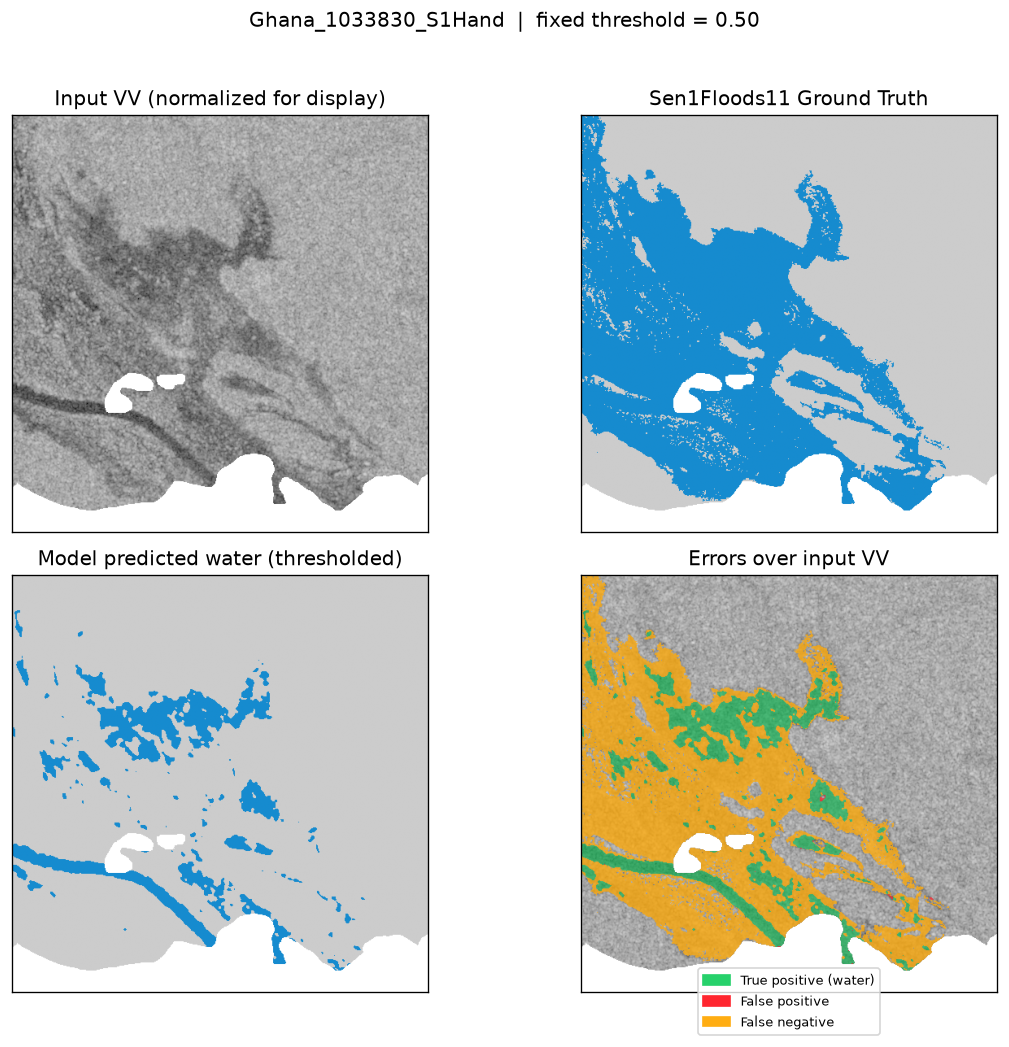 Ghana_1033830_S1Hand | fixed threshold = 0.50
Input VV (normalized for display)
Sen1Floods11 Ground Truth
Model predicted water (thresholded)
Errors over input VV
True positive (water)
False positive
False negative